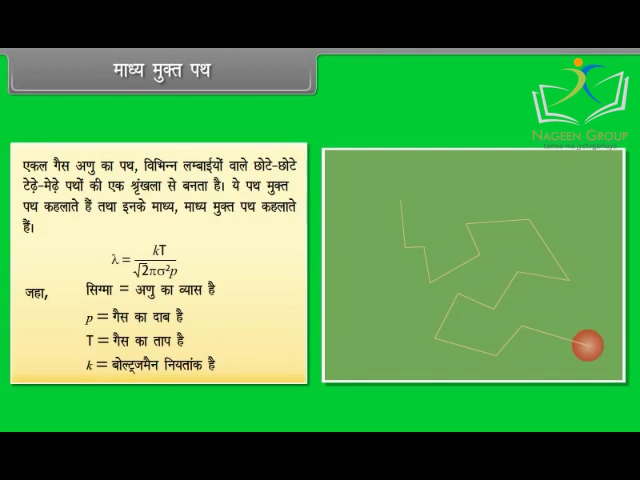 माध्य मुक्त पथ
NAGEEN GROUP
एकल गैस अणु का पथ, विभिन्न लम्बाईयों वाले छोटे-छोटे
टेढ़े-मेढ़े पथों की एक श्रृंखला से बनता है। ये पथ मुक्त
पथ कहलाते हैं तथा इनके माध्य, माध्य मुक्त पथ कहलाते
हैं।
λ = kT / √2πσ²p
जहा, सिग्मा = अणु का व्यास है
p = गैस का दाब है
T = गैस का ताप है
k = बोल्ट्जमैन नियतांक है